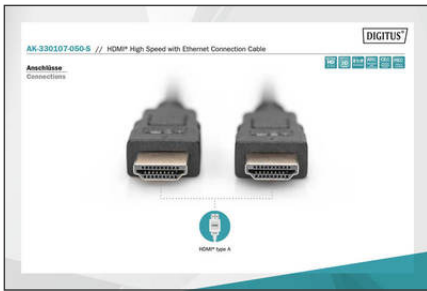 DIGITUS®
AK-330107-050-S // HDMI® High Speed with Ethernet Connection Cable
Anschlüsse
Connections
HDMI® type A